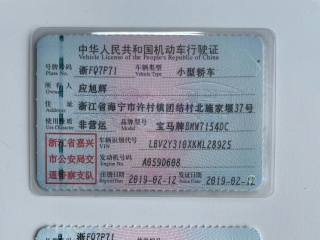 中华人民共和国机动车行驶证
Vehicle License of the People's Republic of China
号牌号码 浙FQ7P71 车辆类型 小型轿车
Plate No. Vehicle Type
所有人 应旭辉
Owner
住址 浙江省海宁市许村镇团结村北施家堰37号
Address
使用性质 非营运 品牌型号 宝马牌BMW7154DC
Use Character Model
浙江省嘉兴市公安局交通警察支队
车辆识别代号 LBV2Y310XKML28925
VIN
发动机号码 A059D608
Engine No.
注册日期 2019-02-12 发证日期 2019-02-12
Register Date Issue Date
浙FQ7P71